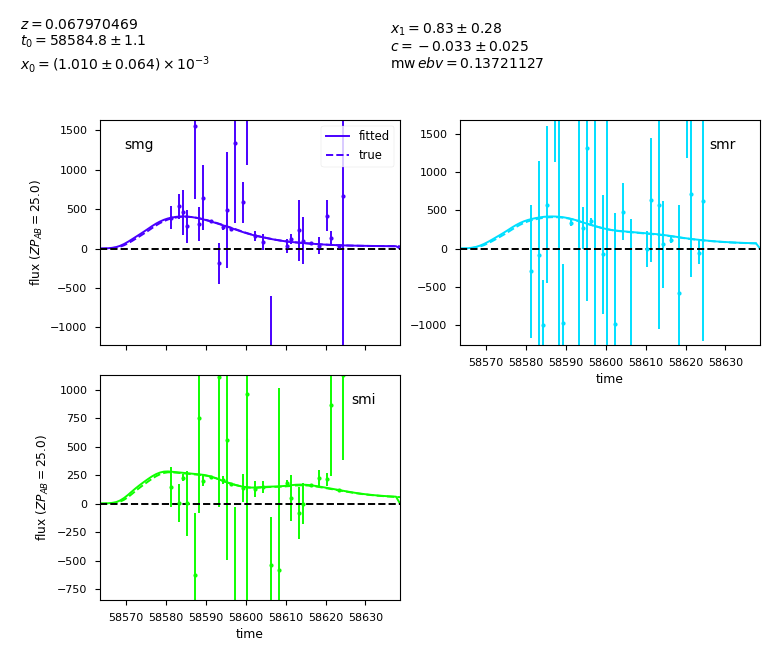 z = 0.067970469
t₀ = 58584.8 ± 1.1
x₀ = (1.010 ± 0.064) × 10⁻³
x₁ = 0.83 ± 0.28
c = −0.033 ± 0.025
mw ebv = 0.13721127
smg
fitted
true
1500
1000
500
0
−500
−1000
flux (ZP_AB = 25.0)
smr
1500
1000
500
0
−500
−1000
58570 58580 58590 58600 58610 58620 58630
time
smi
1000
750
500
250
0
−250
−500
−750
flux (ZP_AB = 25.0)
58570 58580 58590 58600 58610 58620 58630
time